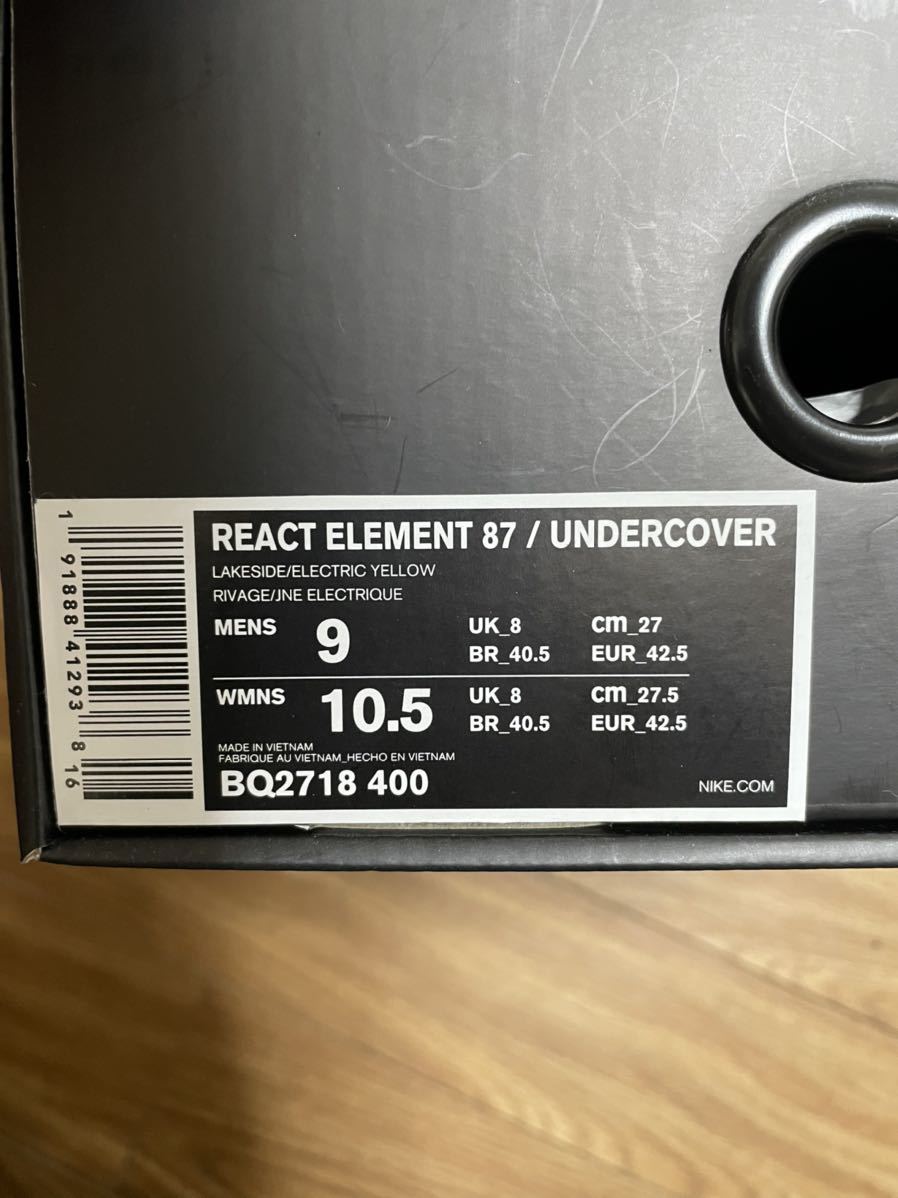 REACT ELEMENT 87 / UNDERCOVER
LAKESIDE/ELECTRIC YELLOW
RIVAGE/JNE ELECTRIQUE
MENS 9 UK_8 cm_27
BR_40.5 EUR_42.5
WMNS 10.5 UK_8 cm_27.5
BR_40.5 EUR_42.5
MADE IN VIETNAM
FABRIQUE AU VIETNAM_HECHO EN VIETNAM
BQ2718 400 NIKE.COM
1 91888 41293 8 16